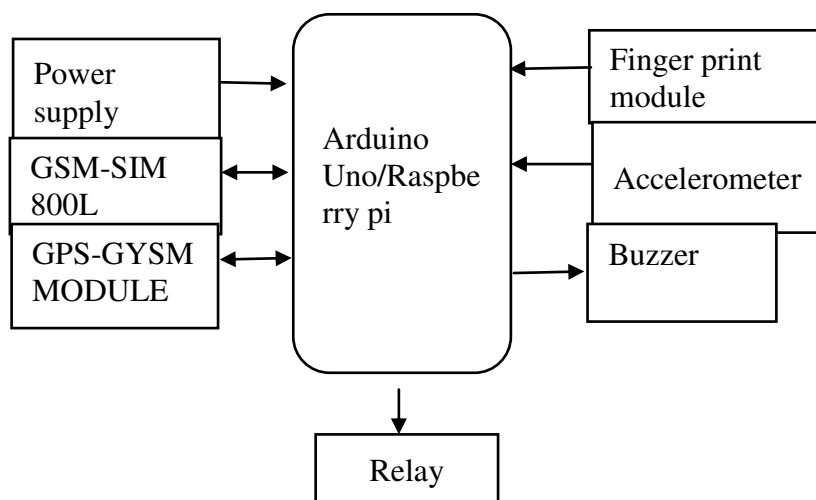 Power
supply
GSM-SIM
800L
GPS-GYSM
MODULE
Arduino
Uno/Raspbe
rry pi
Finger print
module
Accelerometer
Buzzer
Relay